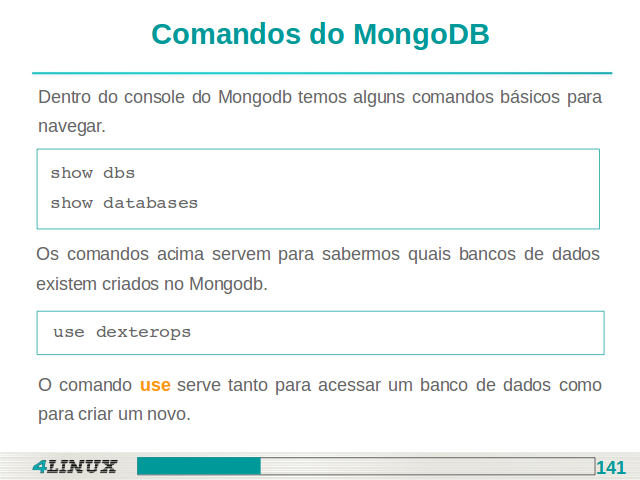 Comandos do MongoDB
Dentro do console do Mongodb temos alguns comandos básicos para
navegar.
show dbs
show databases
Os comandos acima servem para sabermos quais bancos de dados
existem criados no Mongodb.
use dexterops
O comando use serve tanto para acessar um banco de dados como
para criar um novo.
4LINUX
141